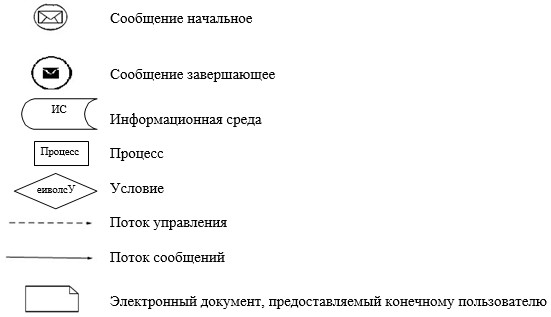 Сообщение начальное
Сообщение завершающее
ИС
Информационная среда
Процесс Процесс
еиволсУ Условие
Поток управления
Поток сообщений
Электронный документ, предоставляемый конечному пользователю